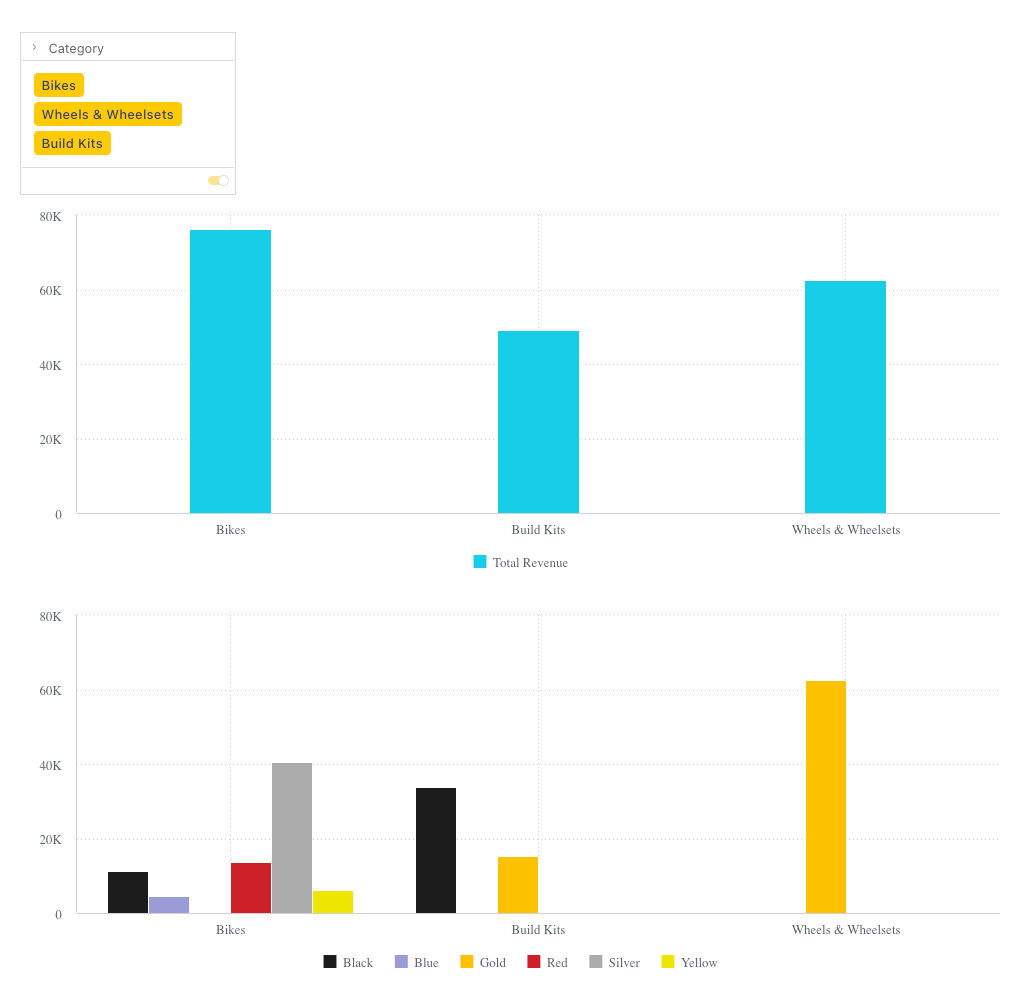 Category
Bikes
Wheels & Wheelsets
Build Kits
80K
60K
40K
20K
0
Bikes Build Kits Wheels & Wheelsets
Total Revenue
80K
60K
40K
20K
0
Bikes Build Kits Wheels & Wheelsets
Black Blue Gold Red Silver Yellow